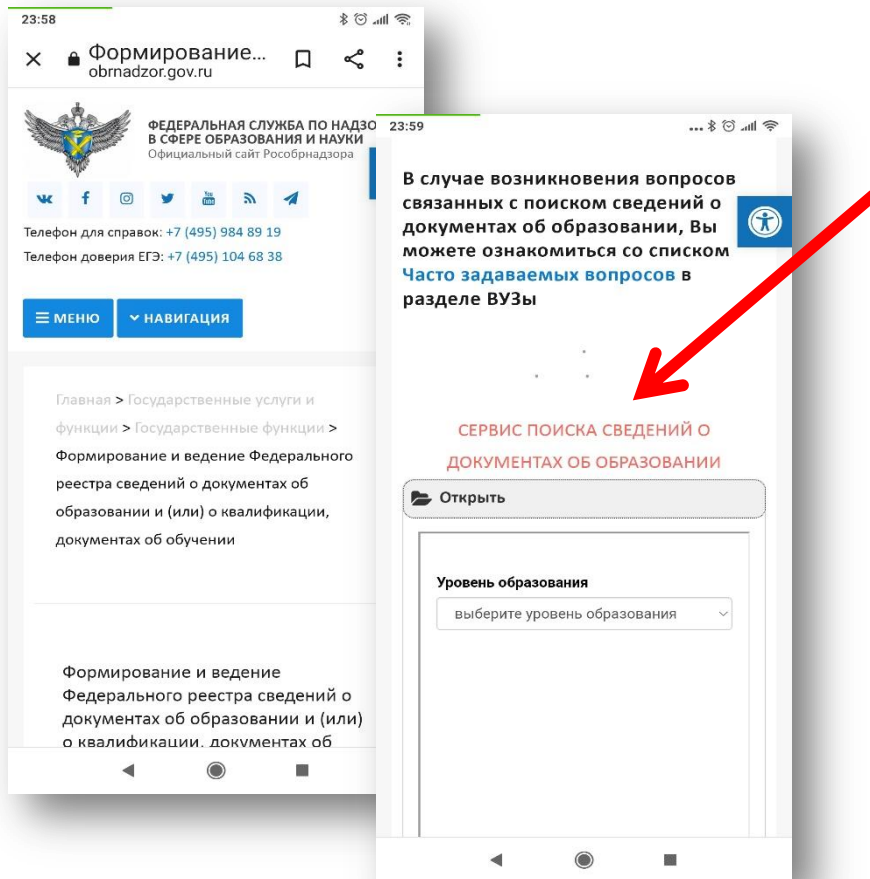 23:58
Формирование...
obrnadzor.gov.ru
ФЕДЕРАЛЬНАЯ СЛУЖБА ПО НАДЗО
В СФЕРЕ ОБРАЗОВАНИЯ И НАУКИ
Официальный сайт Рособрнадзора
You
Tube
Телефон для справок: +7 (495) 984 89 19
Телефон доверия ЕГЭ: +7 (495) 104 68 38
МЕНЮ
НАВИГАЦИЯ
Главная > Государственные услуги и
функции > Государственные функции >
Формирование и ведение Федерального
реестра сведений о документах об
образовании и (или) о квалификации,
документах об обучении
Формирование и ведение
Федерального реестра сведений о
документах об образовании и (или)
о квалификации, документах об
23:59
В случае возникновения вопросов
связанных с поиском сведений о
документах об образовании, Вы
можете ознакомиться со списком
Часто задаваемых вопросов в
разделе ВУЗы
СЕРВИС ПОИСКА СВЕДЕНИЙ О
ДОКУМЕНТАХ ОБ ОБРАЗОВАНИИ
Открыть
Уровень образования
выберите уровень образования